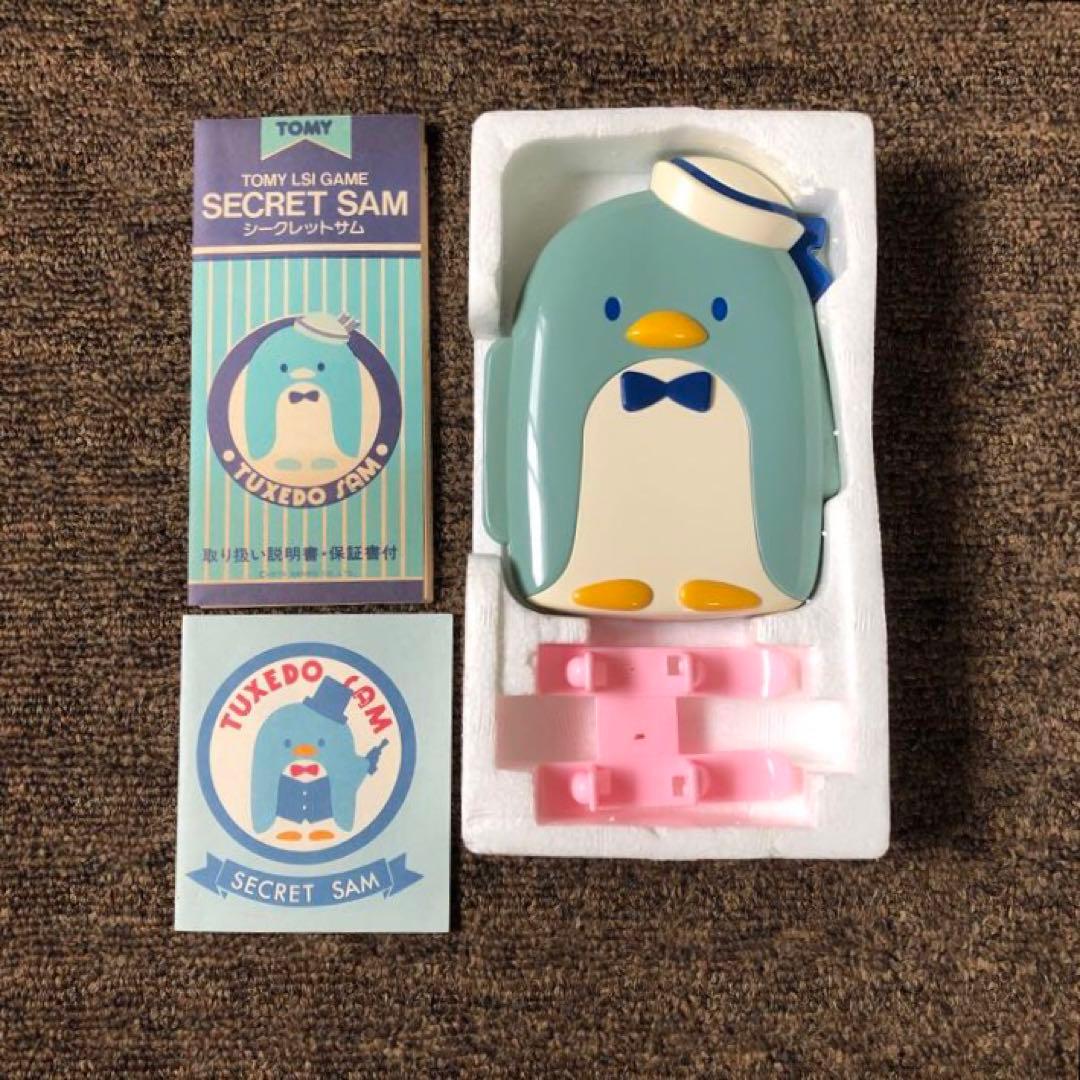 TOMY
TOMY LSI GAME
SECRET SAM
シークレットサム
• TUXEDO SAM •
取り扱い説明書・保証書付
TUXEDO SAM
SECRET SAM